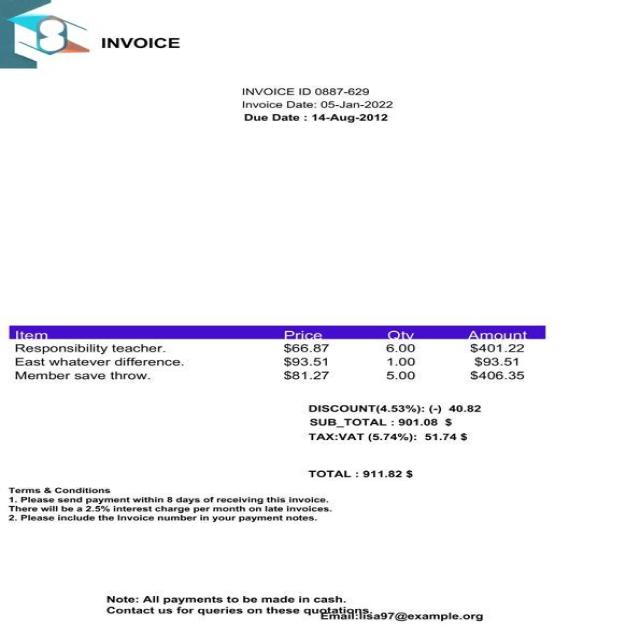 INVOICE
INVOICE ID 0887-629
Invoice Date: 05-Jan-2022
Due Date : 14-Aug-2012
Item Price Qty Amount
Responsibility teacher. $66.87 6.00 $401.22
East whatever difference. $93.51 1.00 $93.51
Member save throw. $81.27 5.00 $406.35
DISCOUNT(4.53%): (-) 40.82
SUB_TOTAL : 901.08 $
TAX:VAT (5.74%): 51.74 $
TOTAL : 911.82 $
Terms & Conditions
1. Please send payment within 8 days of receiving this invoice.
There will be a 2.5% interest charge per month on late invoices.
2. Please include the Invoice number in your payment notes.
Note: All payments to be made in cash.
Contact us for queries on these quotations.
Email:lisa97@example.org